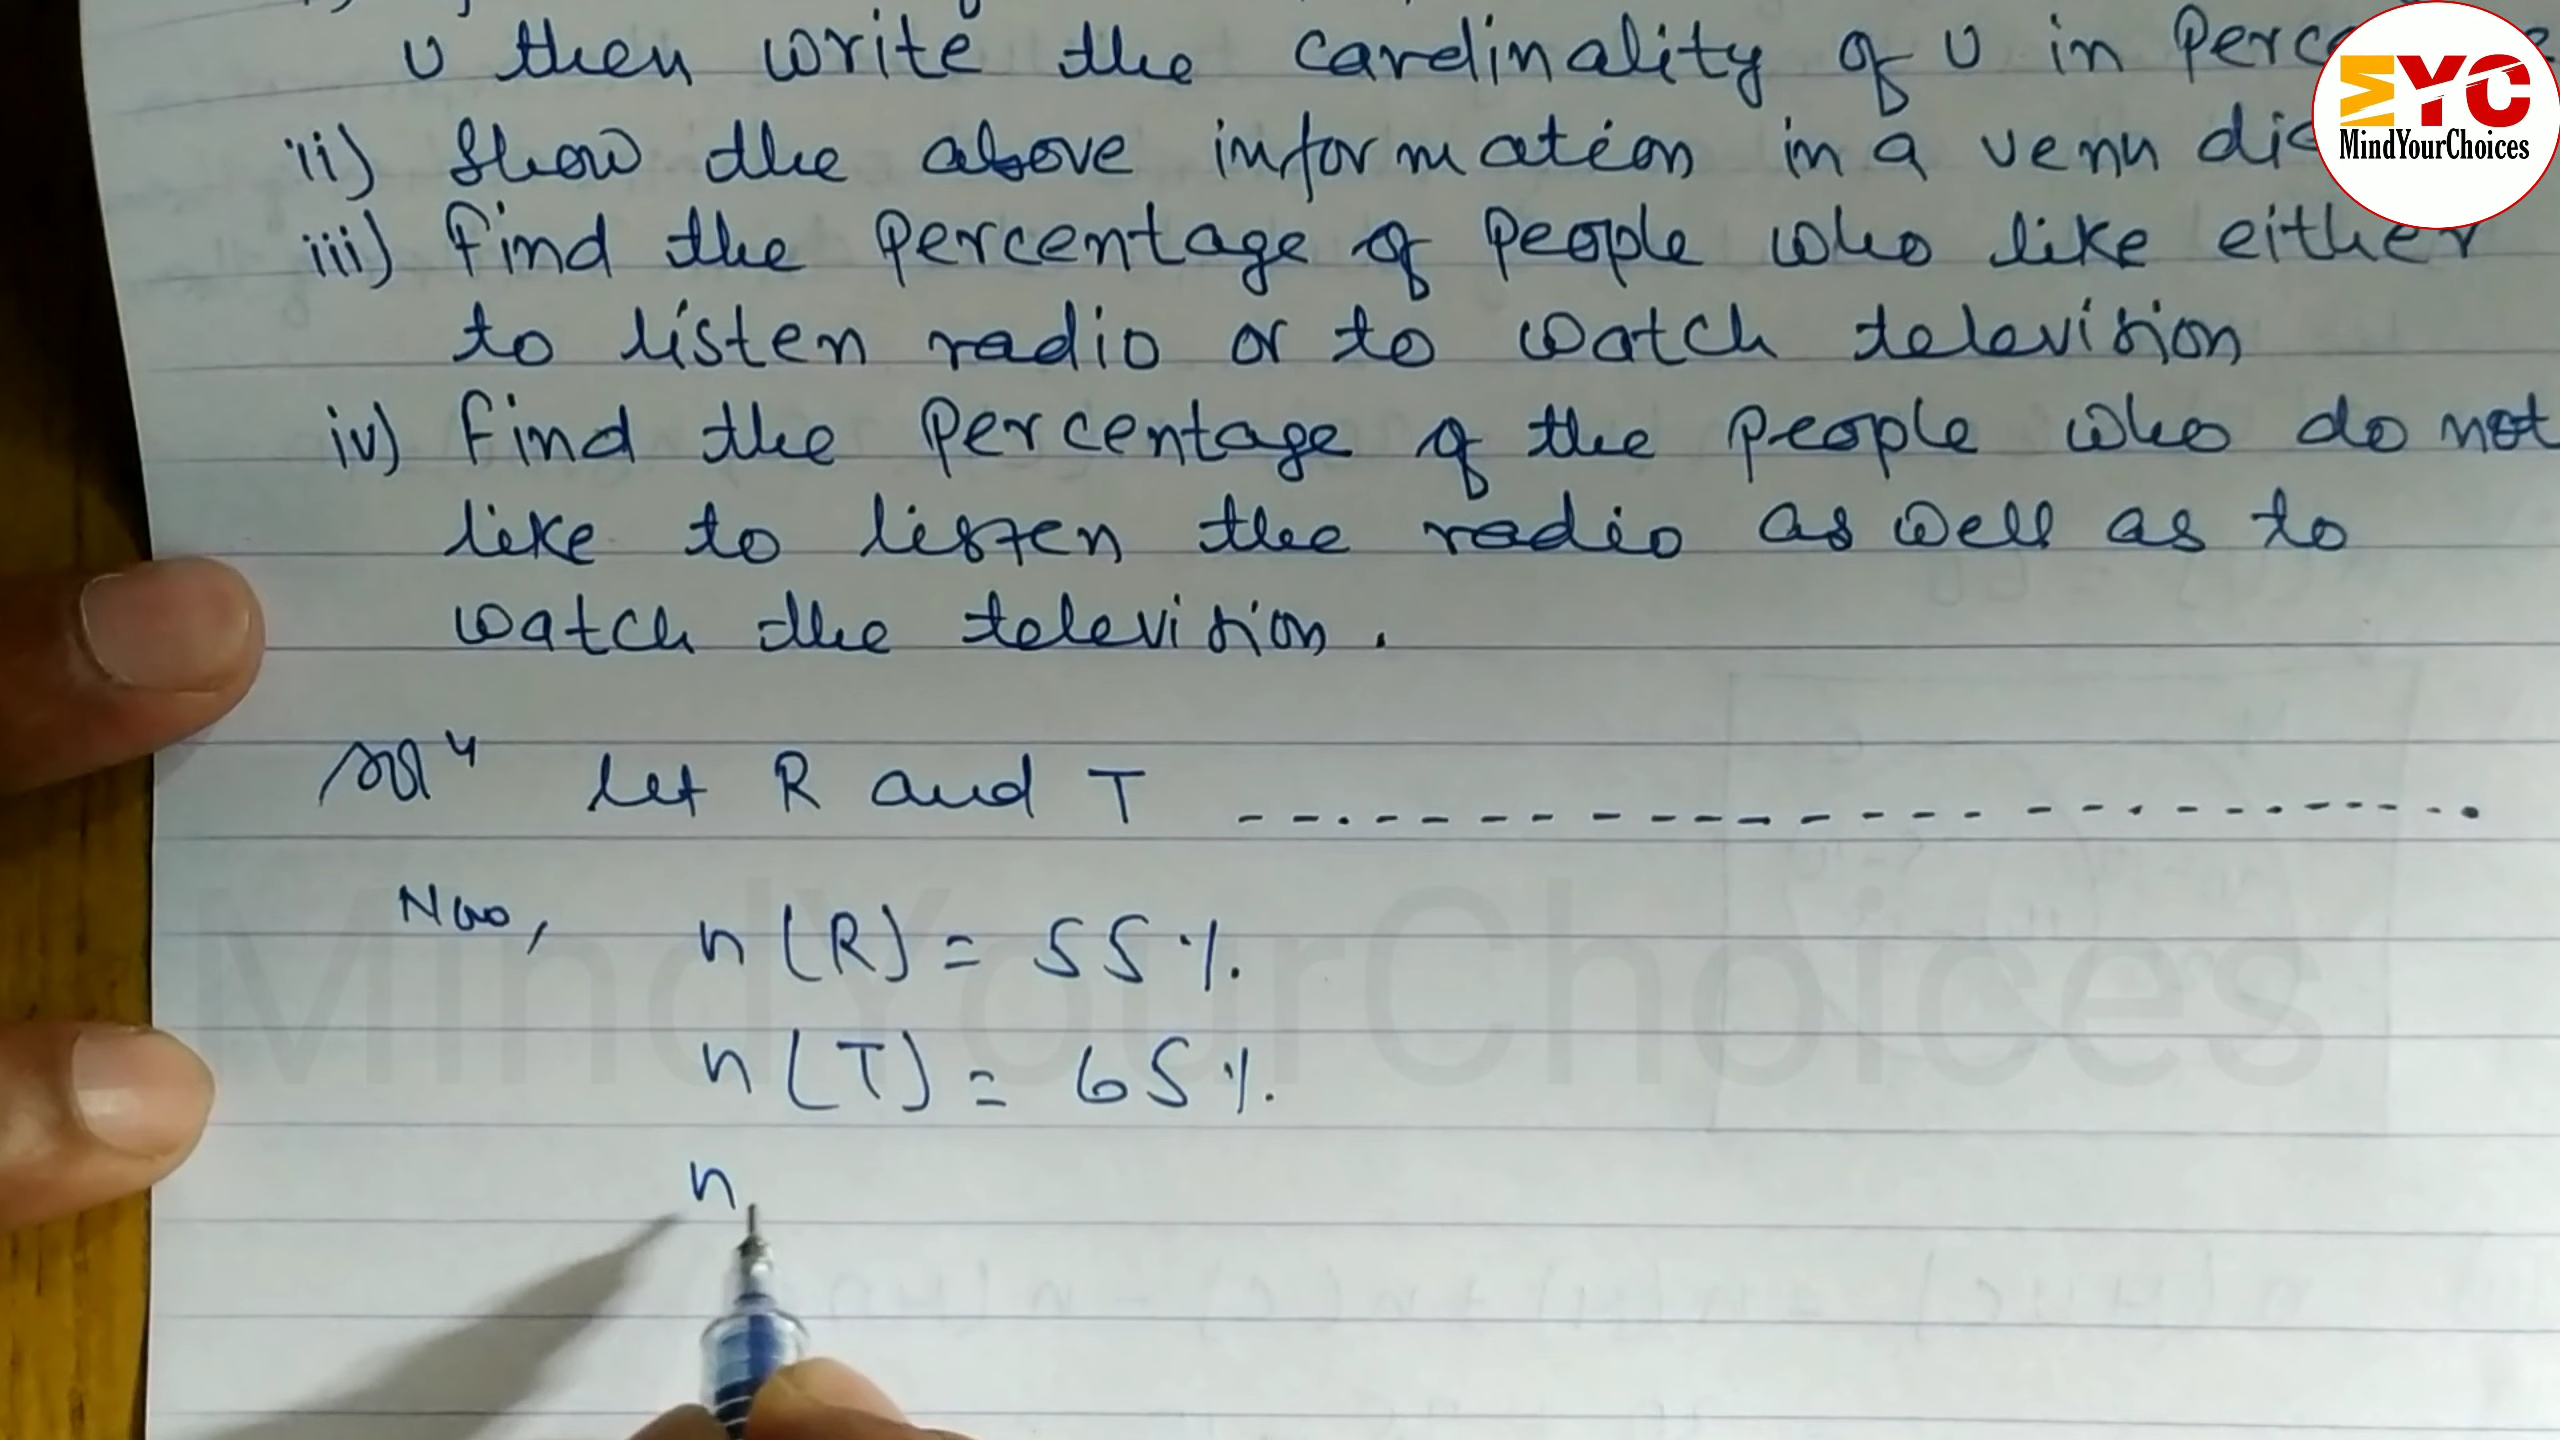 U then write the cardinality of U in
MYC
MindYourChoices
ii) Show the above information in a venn
iii) Find the percentage of people who like either
to listen radio or to watch television
iv) Find the percentage of the people who do not
like to listen the radio as well as to
watch the television.
Solⁿ let R and T ----------------------
Now, n(R) = 55%.
n(T) = 65%.
n
MindYourChoices